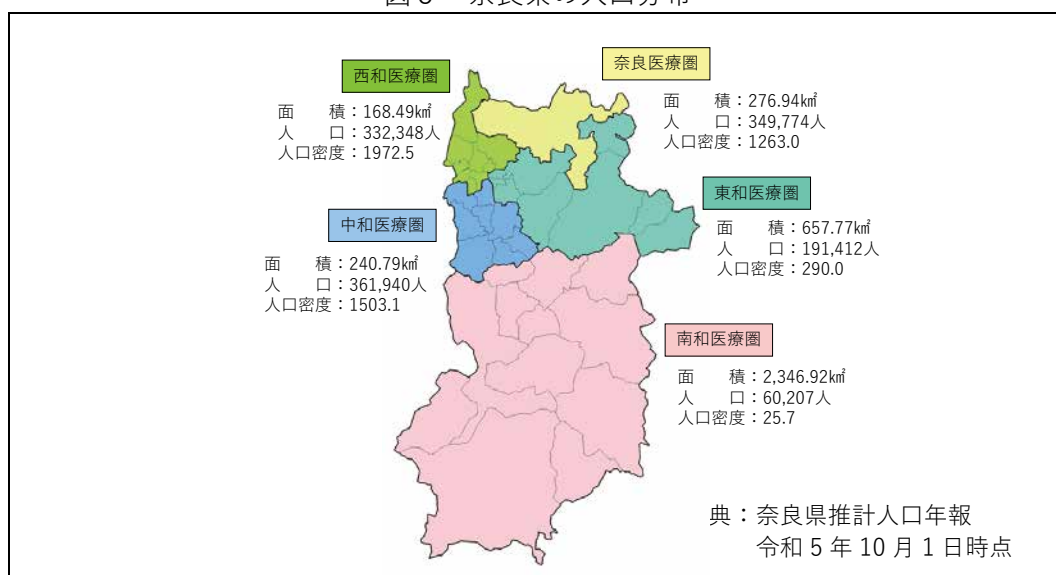 西和医療圏
面　　積：168.49㎢
人　　口：332,348人
人口密度：1972.5
奈良医療圏
面　　積：276.94㎢
人　　口：349,774人
人口密度：1263.0
中和医療圏
面　　積：240.79㎢
人　　口：361,940人
人口密度：1503.1
東和医療圏
面　　積：657.77㎢
人　　口：191,412人
人口密度：290.0
南和医療圏
面　　積：2,346.92㎢
人　　口：60,207人
人口密度：25.7
典：奈良県推計人口年報
令和 5 年 10 月 1 日時点